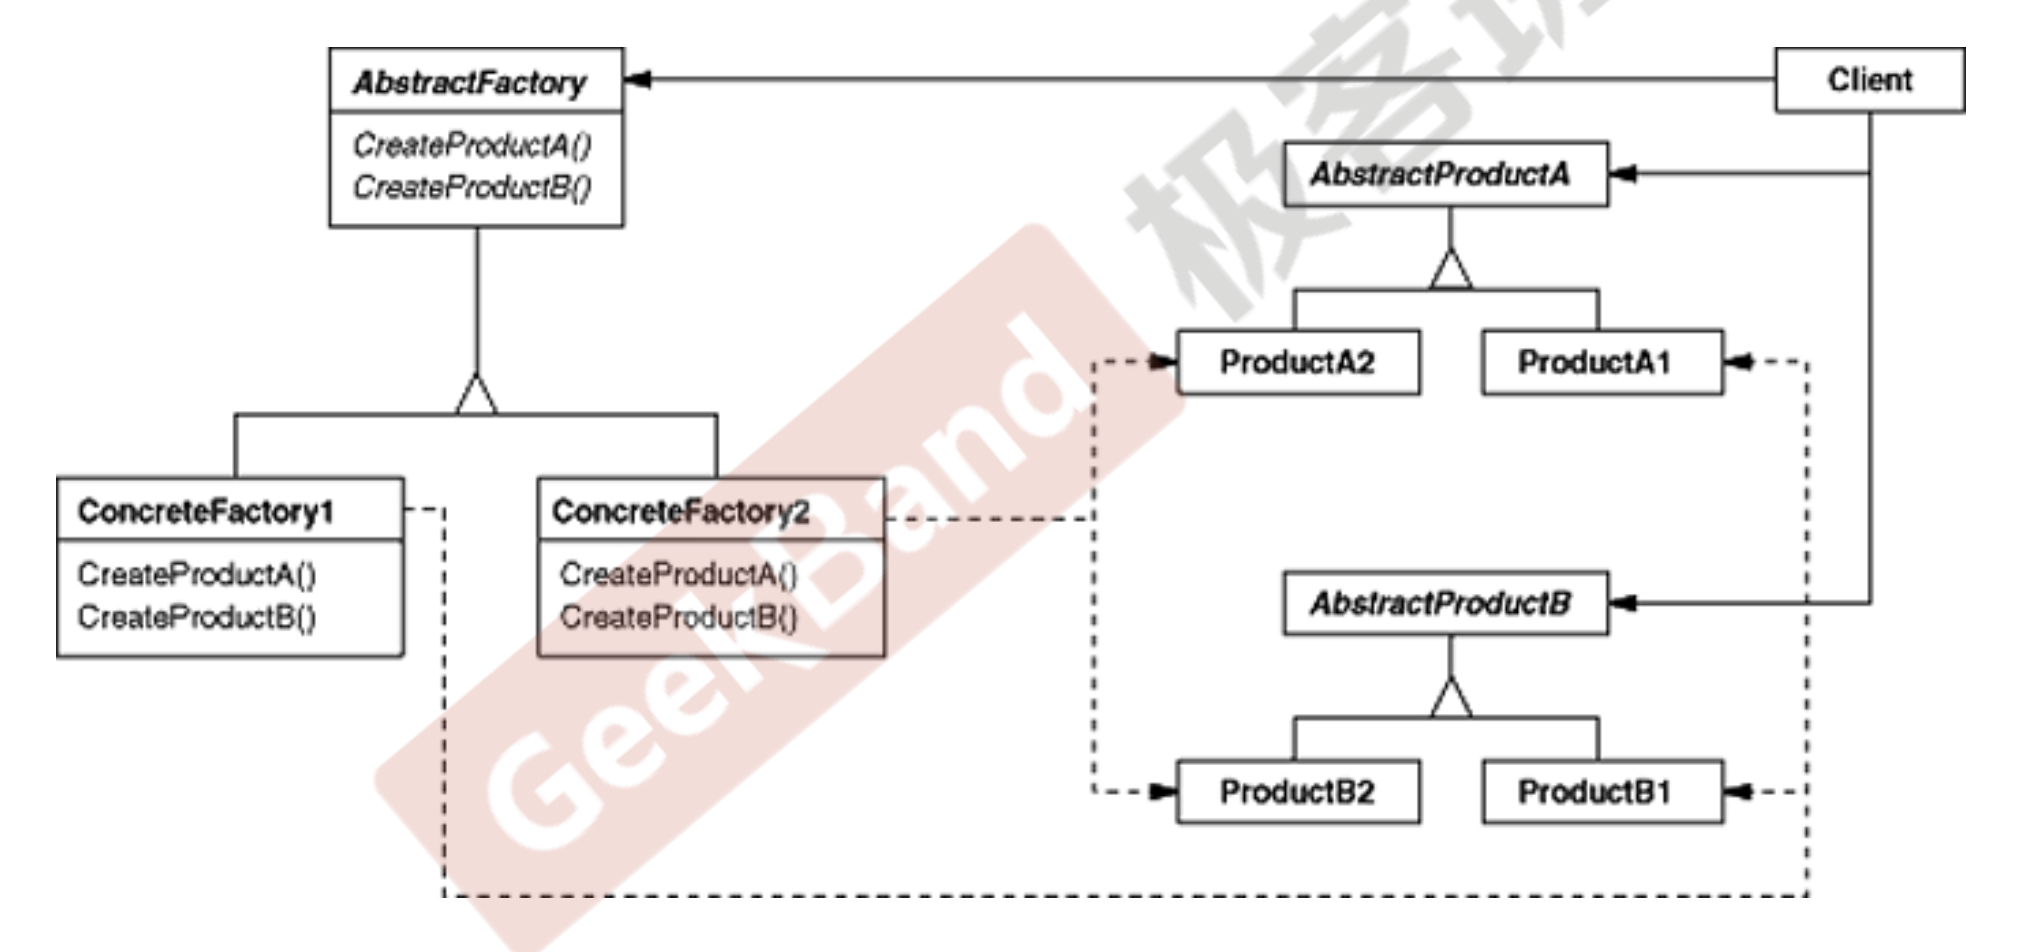 AbstractFactory
CreateProductA()
CreateProductB()
Client
AbstractProductA
ProductA2
ProductA1
ConcreteFactory1
CreateProductA()
CreateProductB()
ConcreteFactory2
CreateProductA()
CreateProductB()
AbstractProductB
ProductB2
ProductB1
GeekBand
极客班